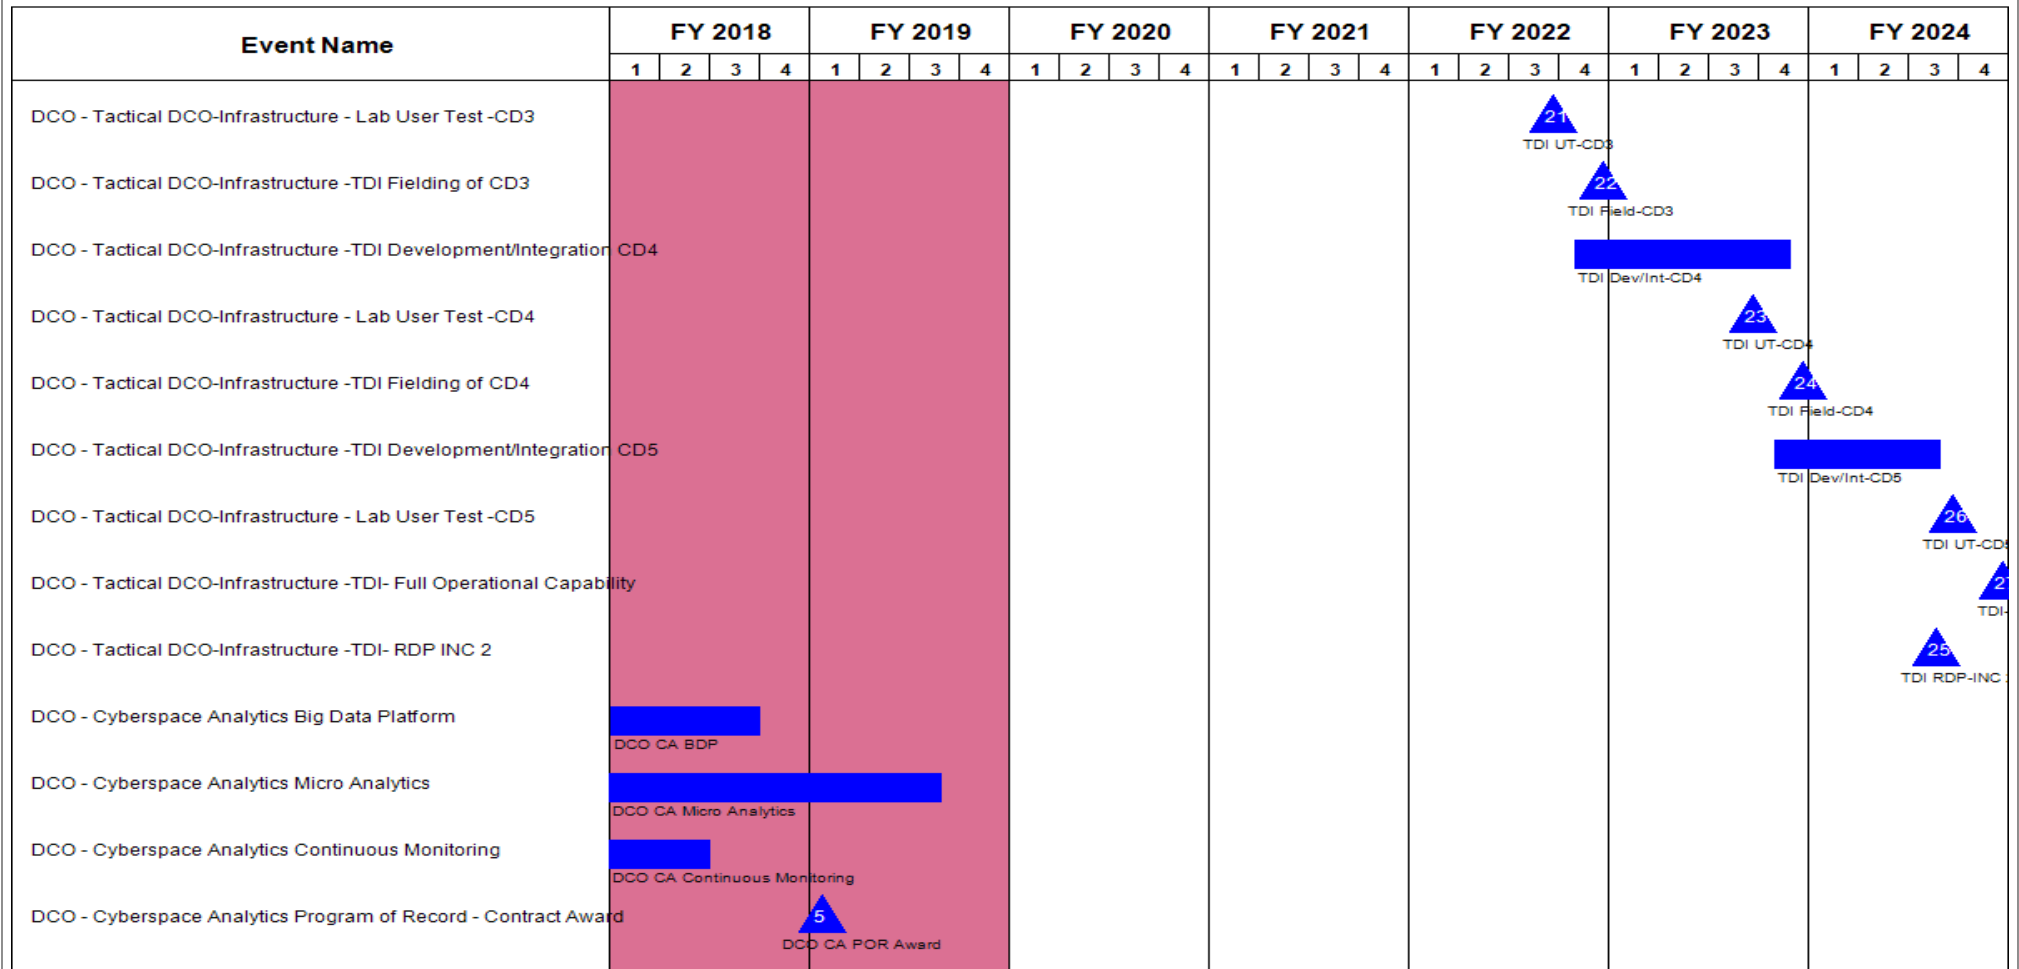 Event Name
FY 2018 FY 2019 FY 2020 FY 2021 FY 2022 FY 2023 FY 2024
1 2 3 4 1 2 3 4 1 2 3 4 1 2 3 4 1 2 3 4 1 2 3 4 1 2 3 4
DCO - Tactical DCO-Infrastructure - Lab User Test -CD3
21
TDI UT-CD3
DCO - Tactical DCO-Infrastructure -TDI Fielding of CD3
22
TDI Field-CD3
DCO - Tactical DCO-Infrastructure -TDI Development/Integration CD4
TDI Dev/Int-CD4
DCO - Tactical DCO-Infrastructure - Lab User Test -CD4
23
TDI UT-CD4
DCO - Tactical DCO-Infrastructure -TDI Fielding of CD4
24
TDI Field-CD4
DCO - Tactical DCO-Infrastructure -TDI Development/Integration CD5
TDI Dev/Int-CD5
DCO - Tactical DCO-Infrastructure - Lab User Test -CD5
26
TDI UT-CD5
DCO - Tactical DCO-Infrastructure -TDI- Full Operational Capability
27
TDI-
DCO - Tactical DCO-Infrastructure -TDI- RDP INC 2
25
TDI RDP-INC
DCO - Cyberspace Analytics Big Data Platform
DCO CA BDP
DCO - Cyberspace Analytics Micro Analytics
DCO CA Micro Analytics
DCO - Cyberspace Analytics Continuous Monitoring
DCO CA Continuous Monitoring
DCO - Cyberspace Analytics Program of Record - Contract Award
5
DCO CA POR Award